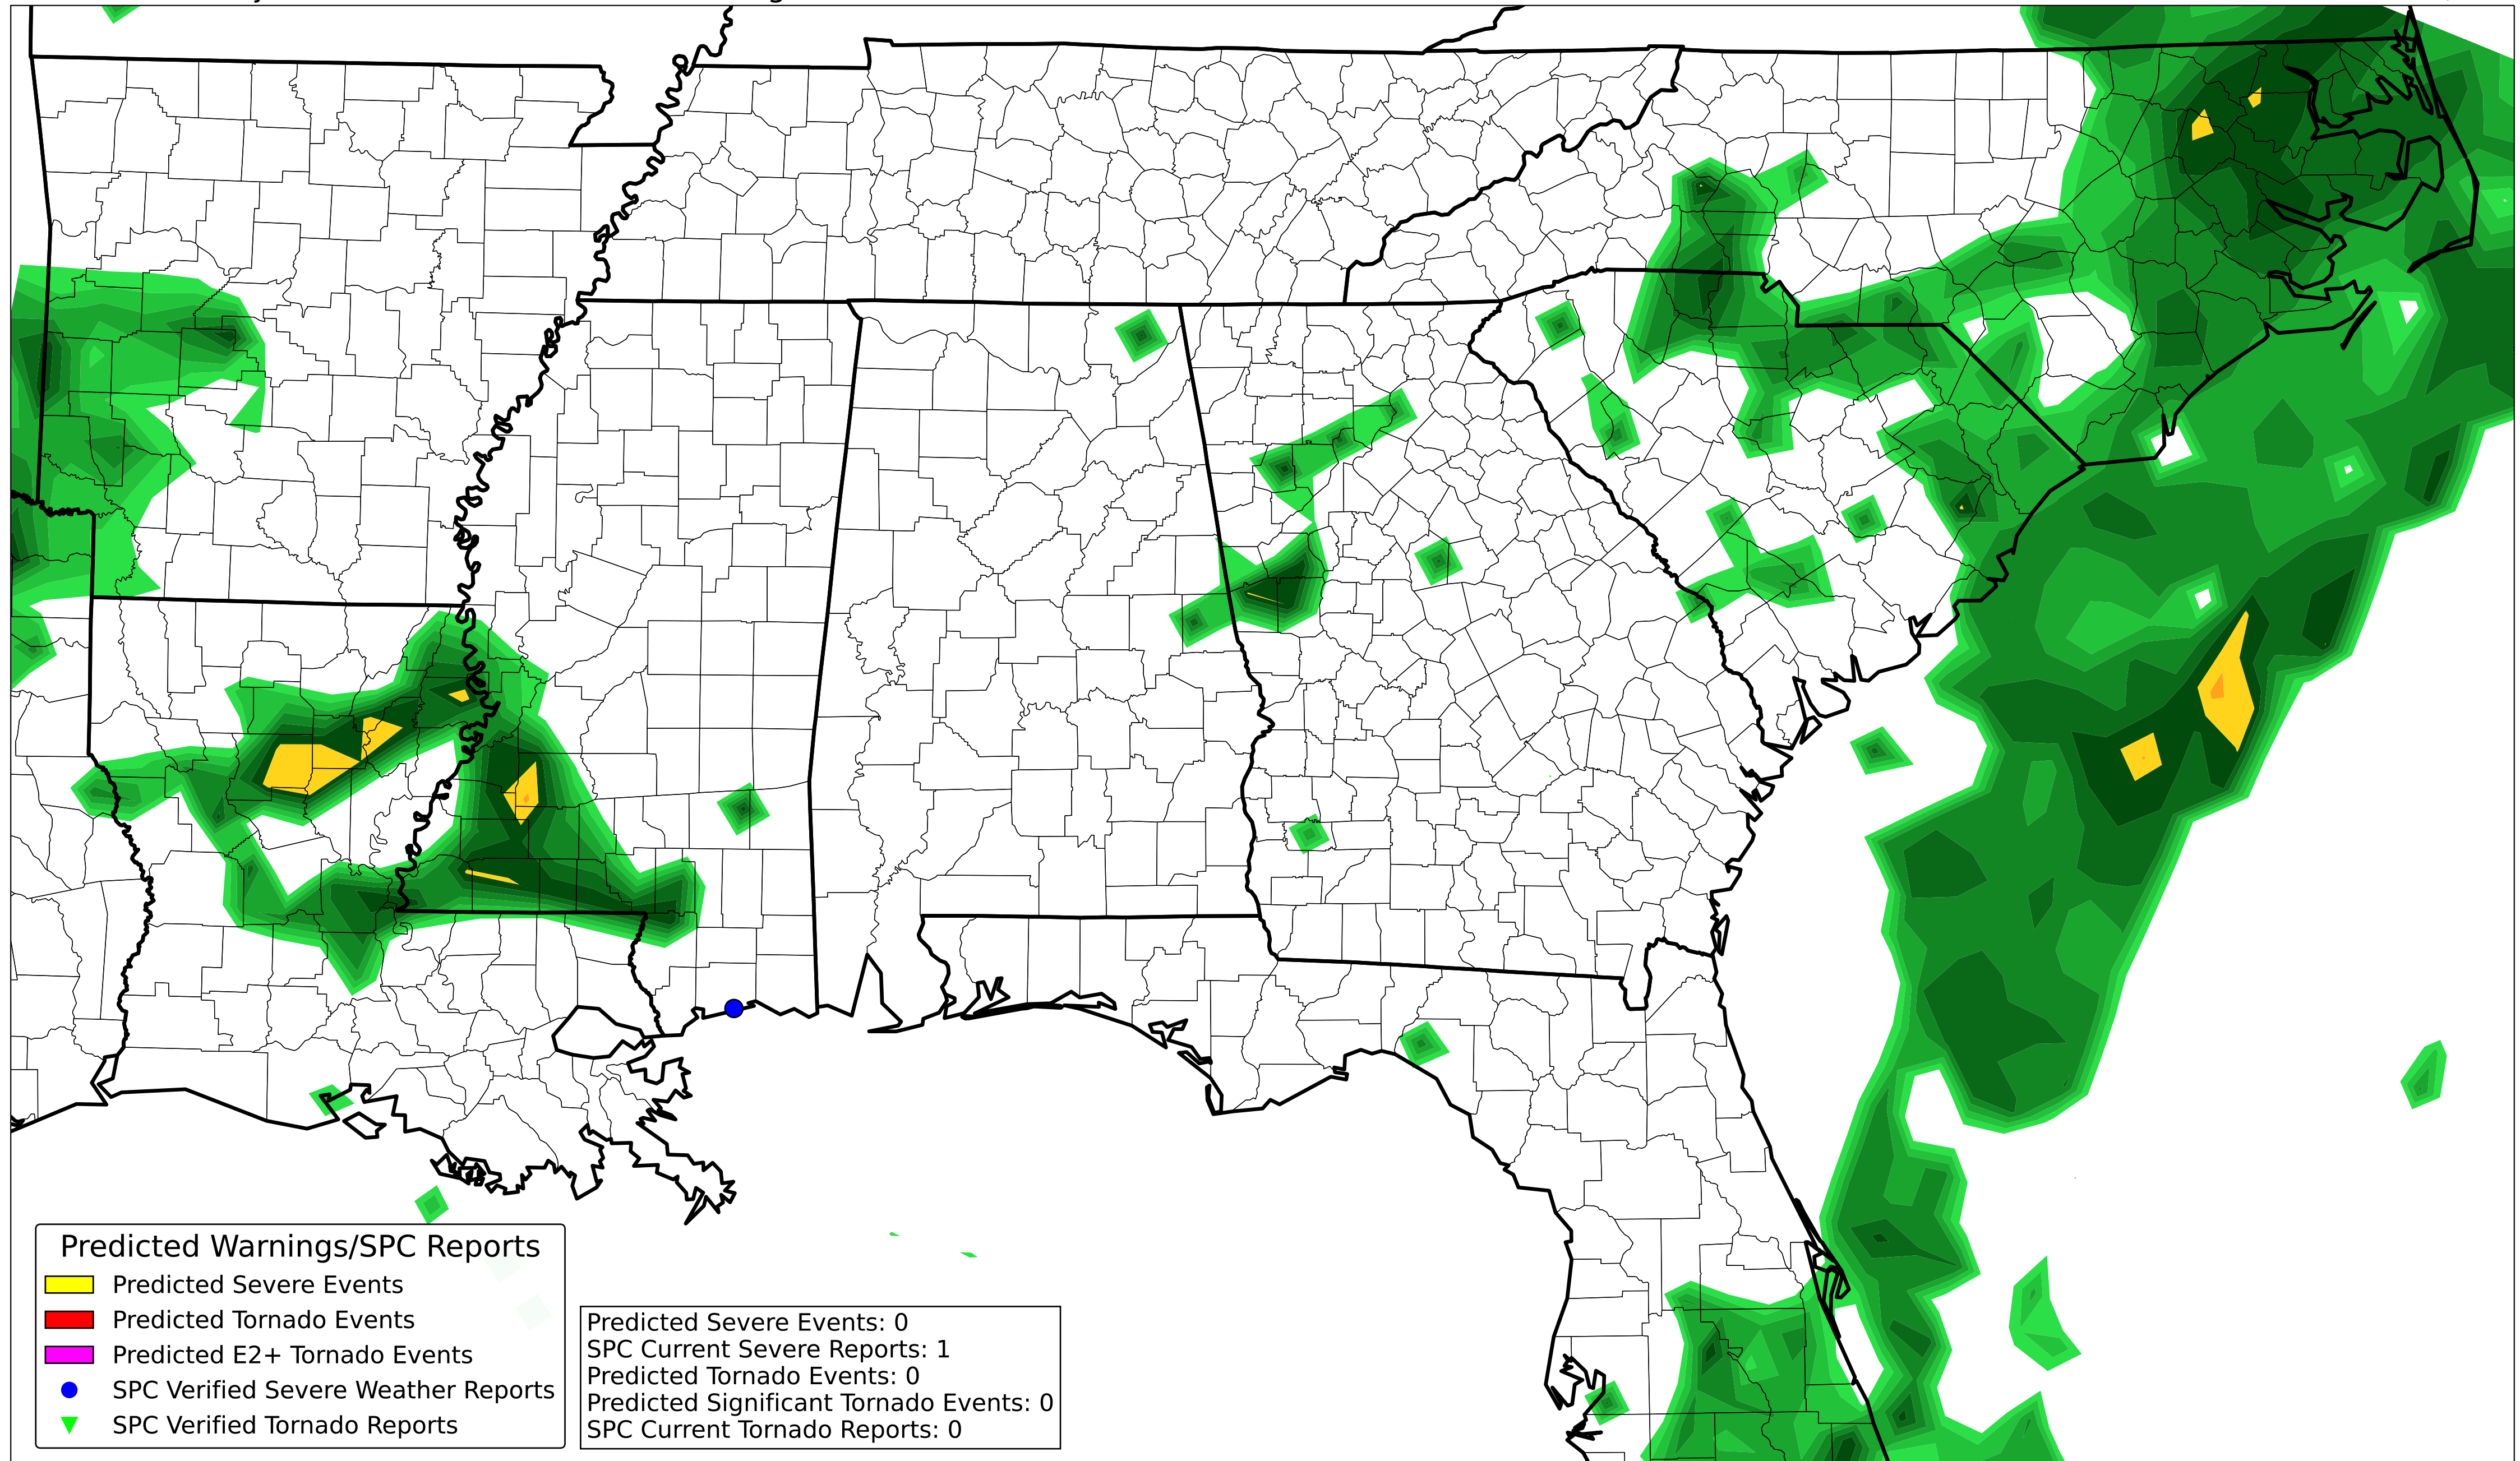 Predicted Warnings/SPC Reports
Predicted Severe Events
Predicted Tornado Events
Predicted E2+ Tornado Events
SPC Verified Severe Weather Reports
SPC Verified Tornado Reports
Predicted Severe Events: 0
SPC Current Severe Reports: 1
Predicted Tornado Events: 0
Predicted Significant Tornado Events: 0
SPC Current Tornado Reports: 0